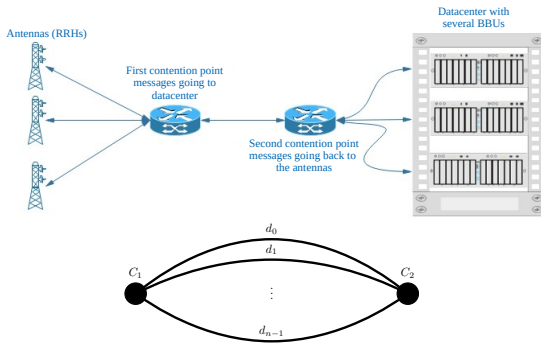 Datacenter with
several BBUs
Antennas (RRHs)
First contention point
messages going to
datacenter
Second contention point
messages going back to
the antennas
d₀
d₁
C₁
C₂
⋮
dₙ₋₁